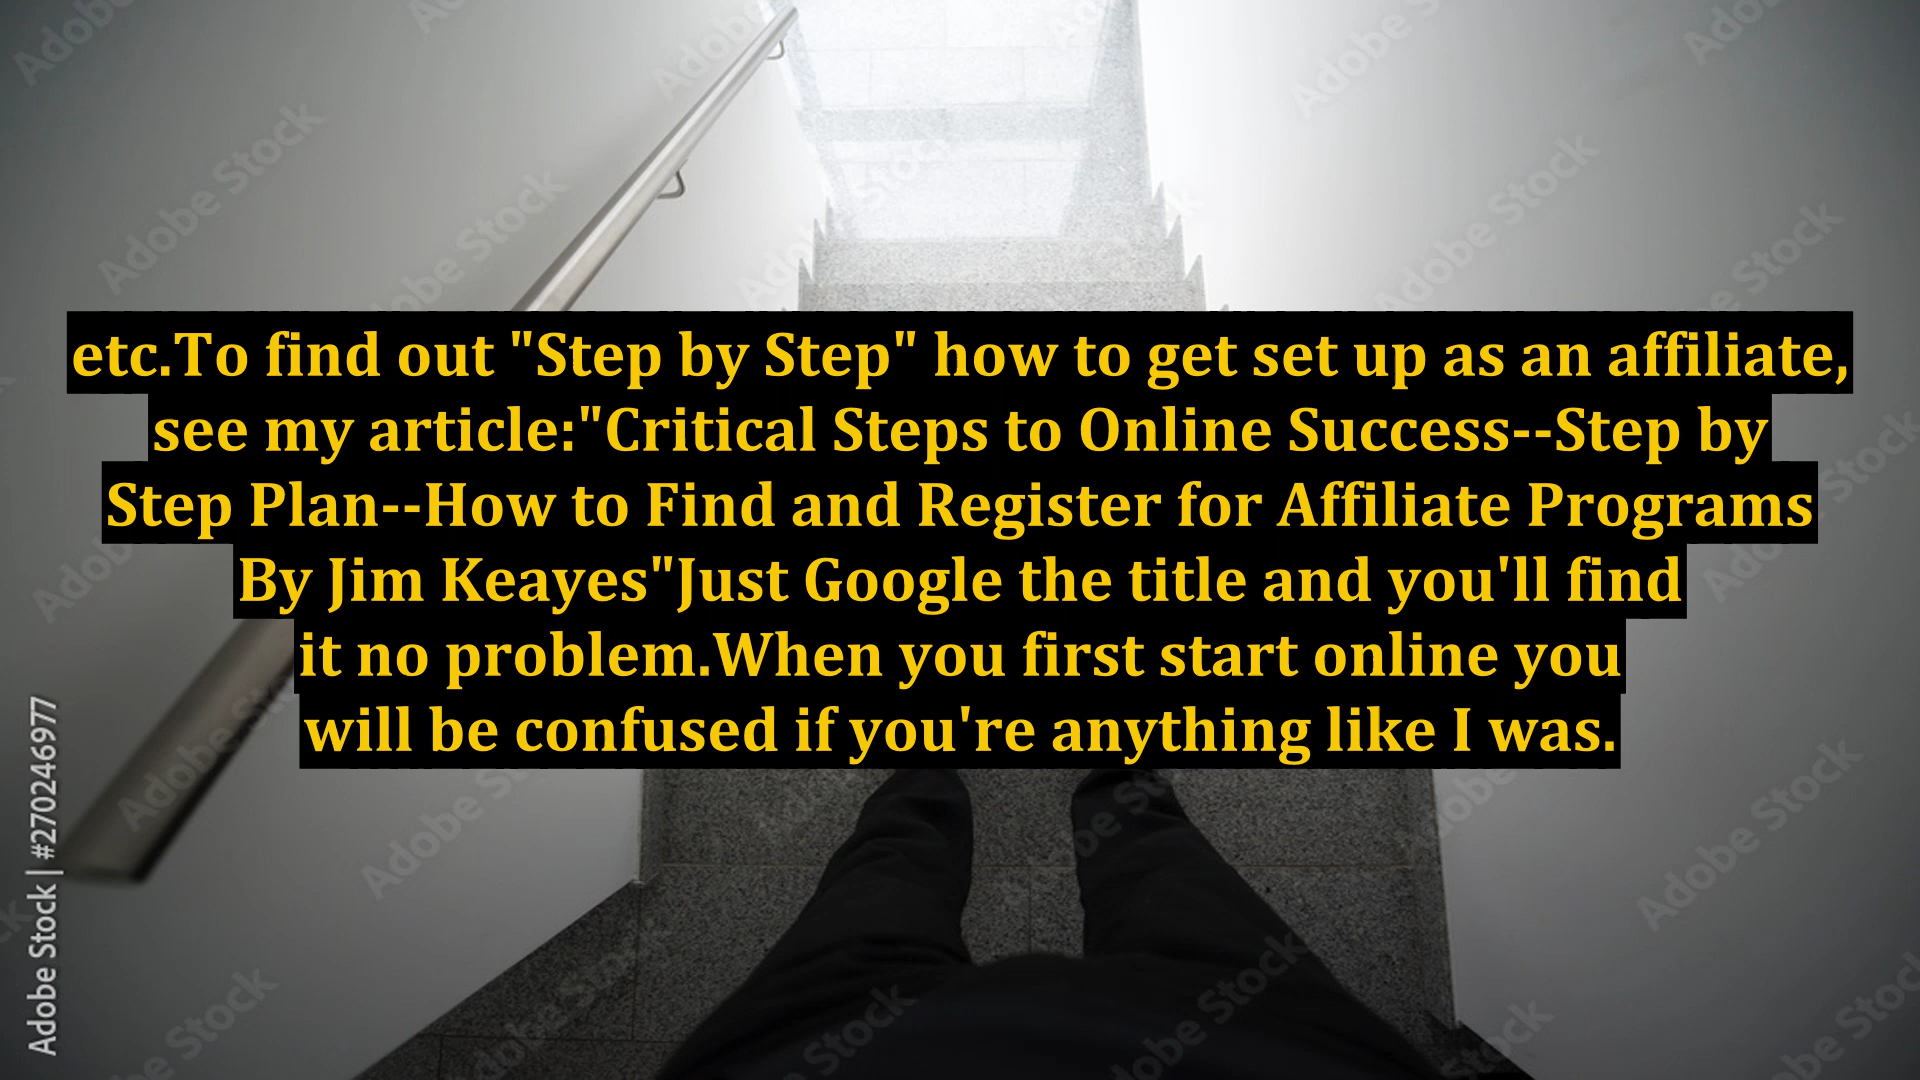 etc.To find out "Step by Step" how to get set up as an affiliate,
see my article:"Critical Steps to Online Success--Step by
Step Plan--How to Find and Register for Affiliate Programs
By Jim Keayes"Just Google the title and you'll find
it no problem.When you first start online you
will be confused if you're anything like I was.
Adobe Stock | #270246977
Adobe Stock